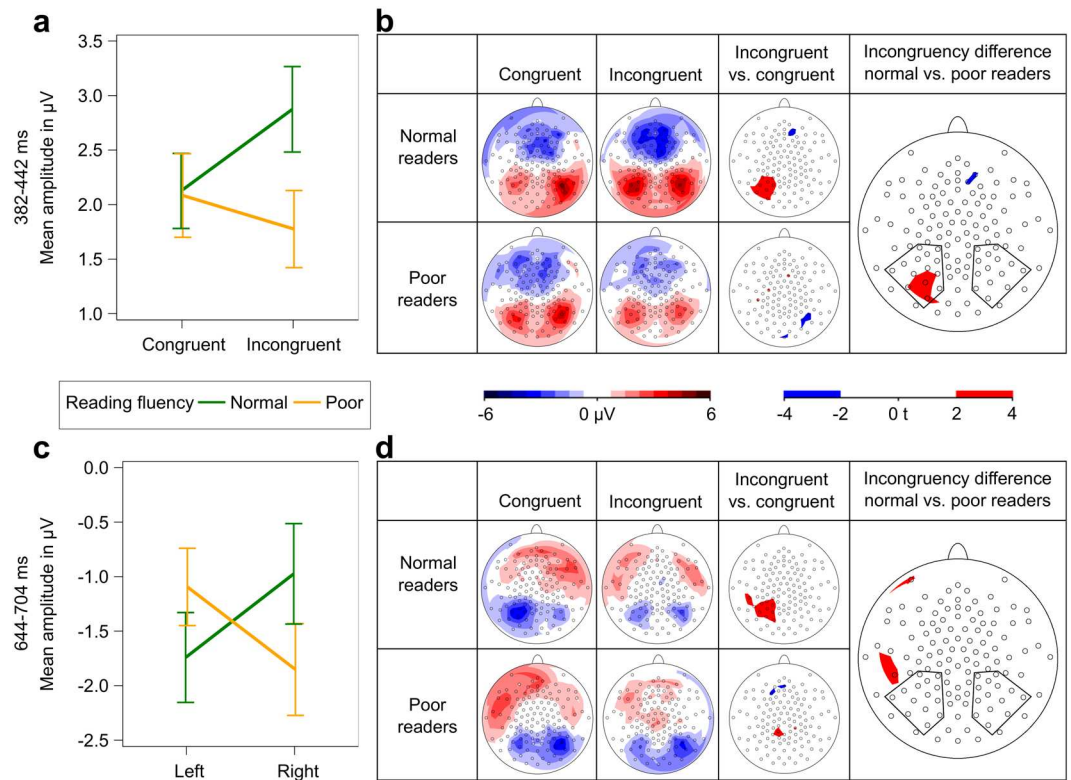 a
3.5
3.0
2.5
2.0
1.5
1.0
382-442 ms
Mean amplitude in µV
Congruent Incongruent
b
Congruent
Incongruent
Incongruent
vs. congruent
Incongruency difference
normal vs. poor readers
Normal
readers
Poor
readers
Reading fluency Normal Poor
-6 0 µV 6
-4 -2 0 t 2 4
c
0.0
-0.5
-1.0
-1.5
-2.0
-2.5
644-704 ms
Mean amplitude in µV
Left Right
d
Congruent
Incongruent
Incongruent
vs. congruent
Incongruency difference
normal vs. poor readers
Normal
readers
Poor
readers